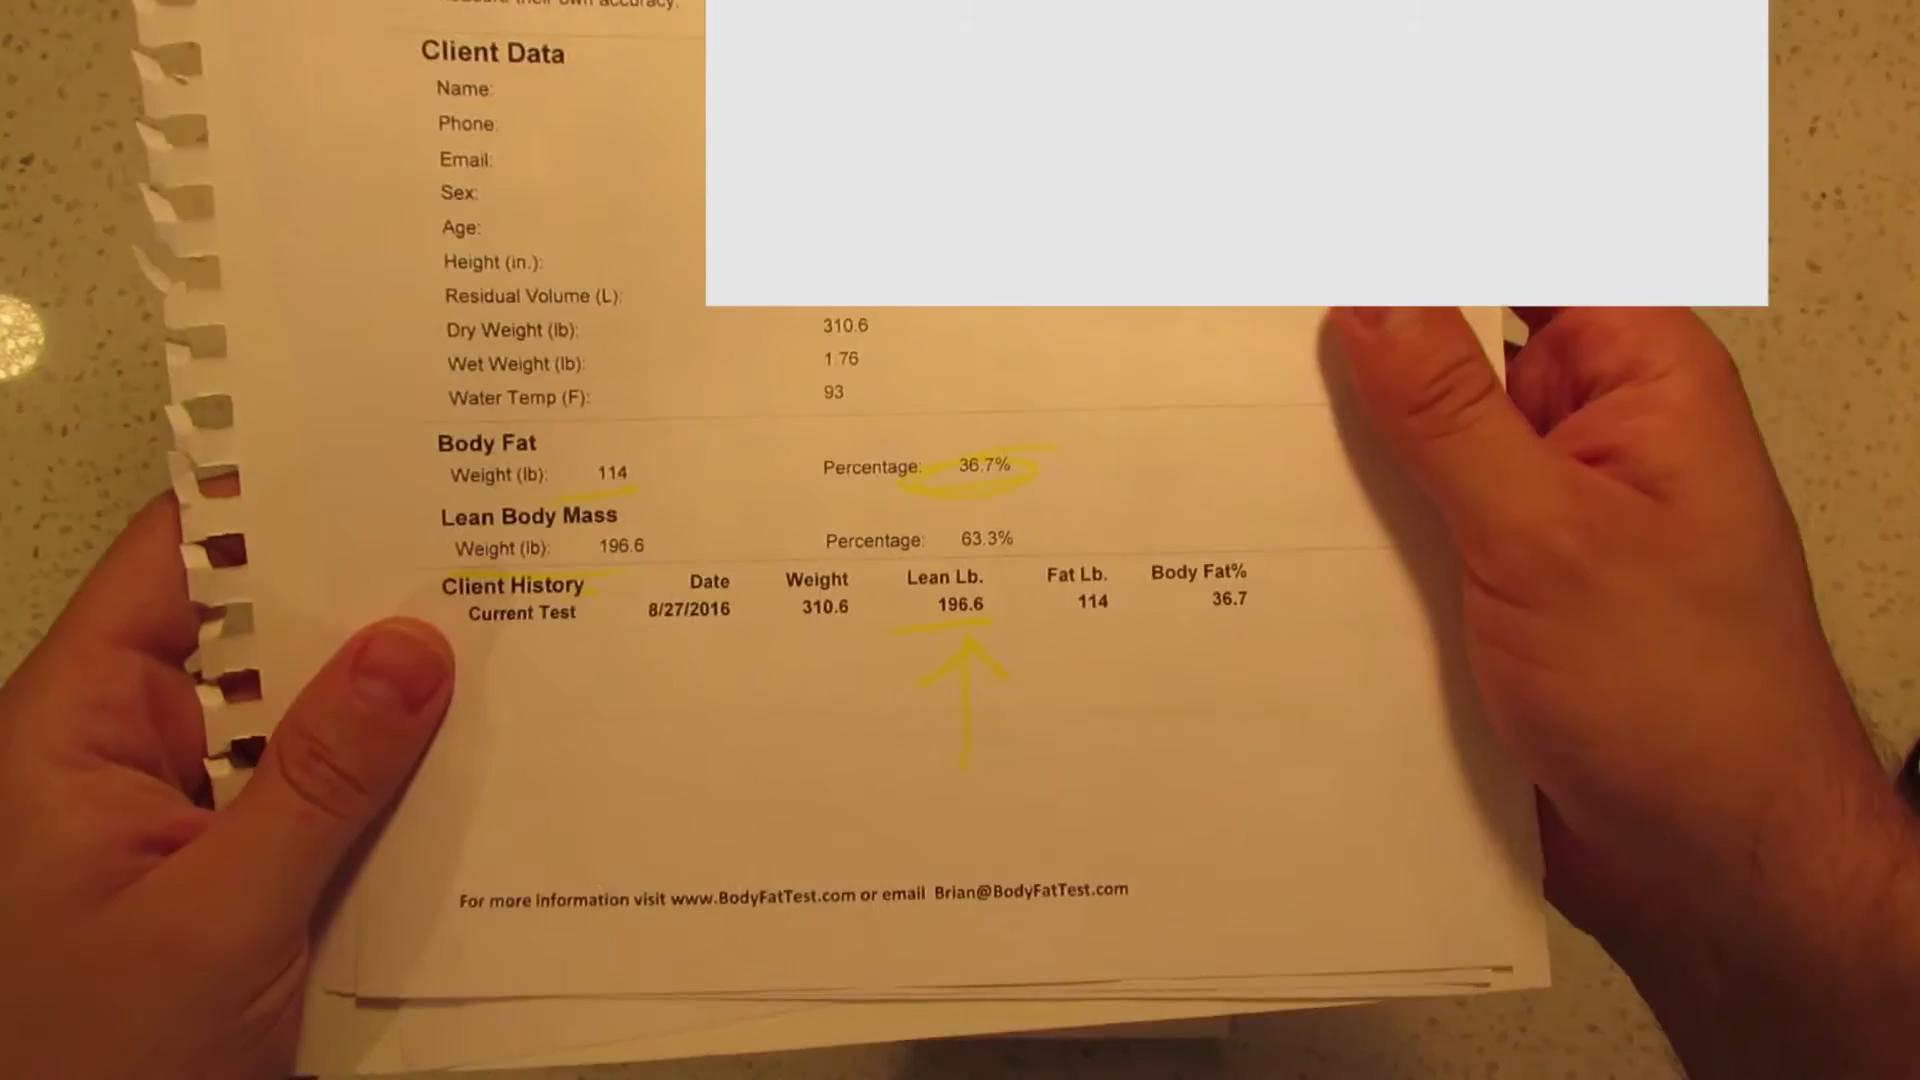 their own accuracy.
Client Data
Name:
Phone:
Email:
Sex:
Age:
Height (in.):
Residual Volume (L):
Dry Weight (lb): 310.6
Wet Weight (lb): 1.76
Water Temp (F): 93
Body Fat
Weight (lb): 114 Percentage: 36.7%
Lean Body Mass
Weight (lb): 196.6 Percentage: 63.3%
Client History Date Weight Lean Lb. Fat Lb. Body Fat%
Current Test 8/27/2016 310.6 196.6 114 36.7
For more information visit www.BodyFatTest.com or email Brian@BodyFatTest.com